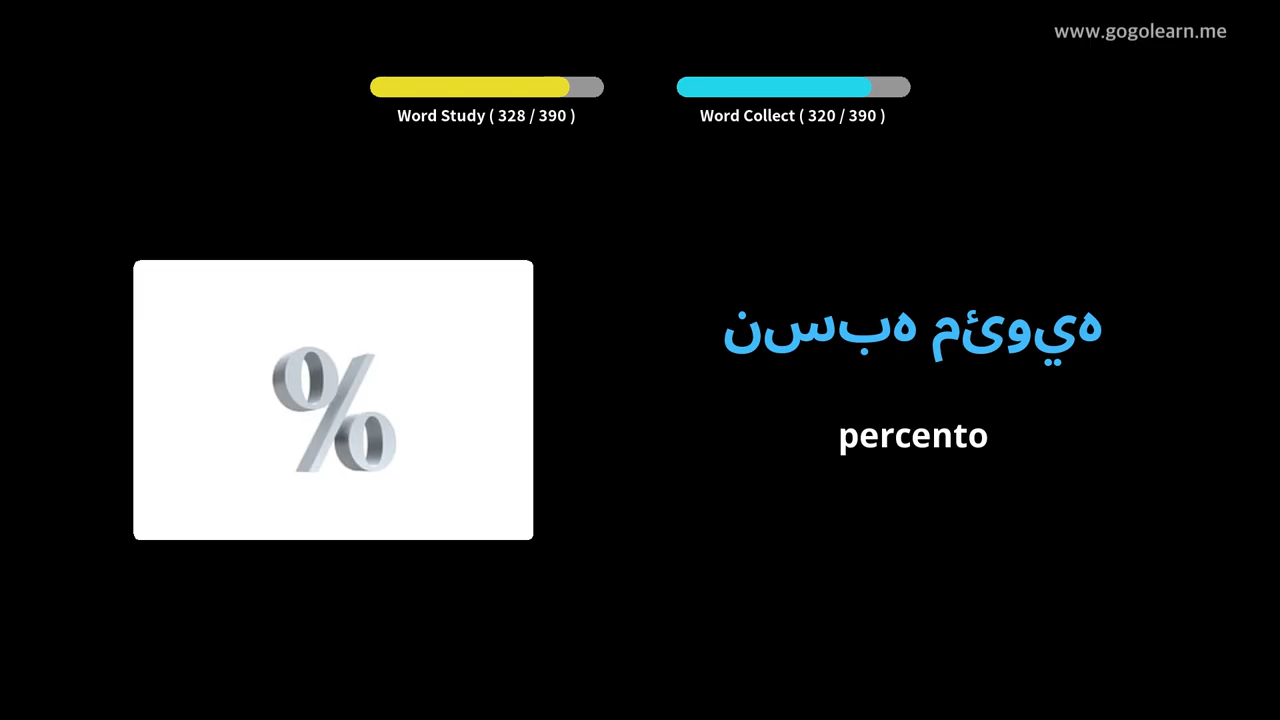 www.gogolearn.me
Word Study ( 328 / 390 )
Word Collect ( 320 / 390 )
%
نسبه مئويه
percento